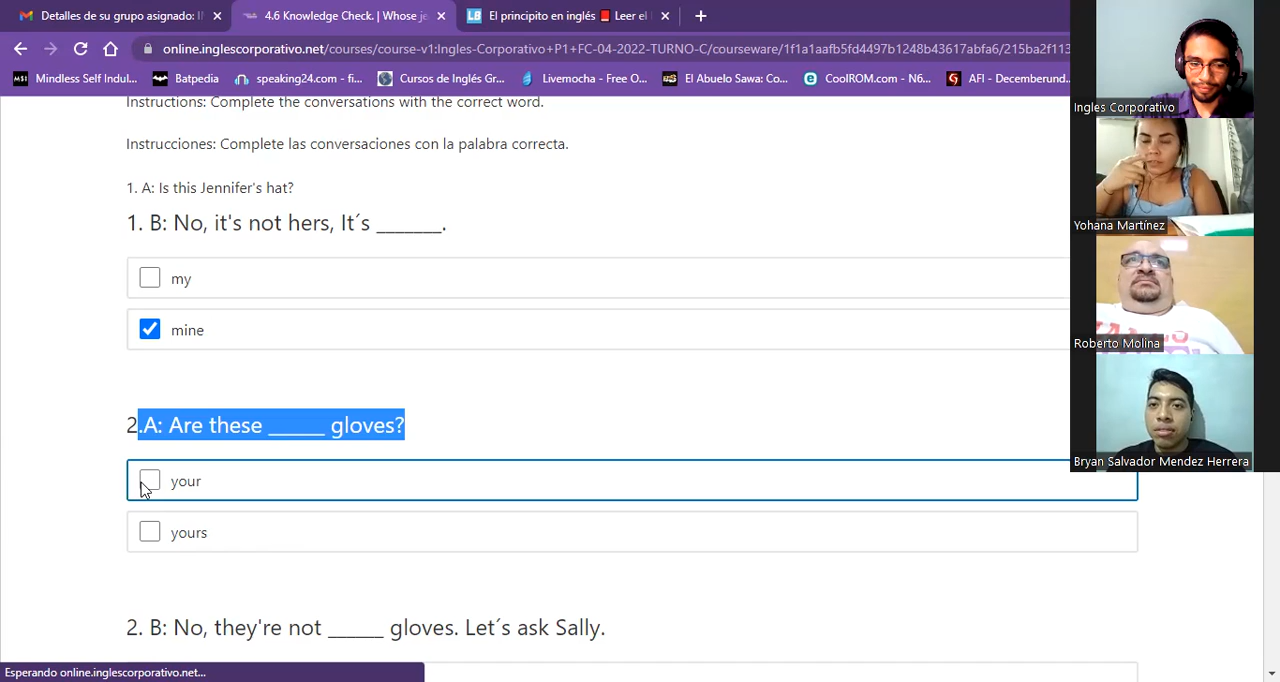 Detalles de su grupo asignado: I
4.6 Knowledge Check. | Whose je
El principito en inglés 📕 Leer el
online.inglescorporativo.net/courses/course-v1:Ingles-Corporativo+P1+FC-04-2022-TURNO-C/courseware/1f1a1aafb5fd4497b1248b43617abfa6/215ba2f113
Mindless Self Indul...
Batpedia
speaking24.com - fi...
Cursos de Inglés Gr...
Livemocha - Free O...
El Abuelo Sawa: Co...
CoolROM.com - N6...
AFI - Decemberund...
Instructions: Complete the conversations with the correct word.
Instrucciones: Complete las conversaciones con la palabra correcta.
1. A: Is this Jennifer's hat?
1. B: No, it's not hers, It´s _______.
my
mine
2.A: Are these ______ gloves?
your
yours
2. B: No, they're not ______ gloves. Let´s ask Sally.
Esperando online.inglescorporativo.net...
Ingles Corporativo
Yohana Martínez
Roberto Molina
Bryan Salvador Mendez Herrera